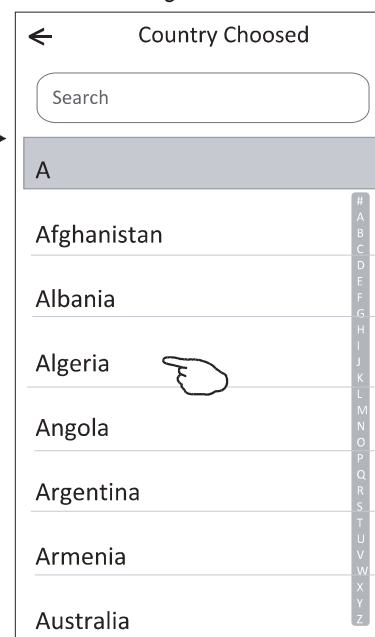 Country Choosed
Search
A
Afghanistan
Albania
Algeria
Angola
Argentina
Armenia
Australia
#
A
B
C
D
E
F
G
H
I
J
K
L
M
N
O
P
Q
R
S
T
U
V
W
X
Y
Z